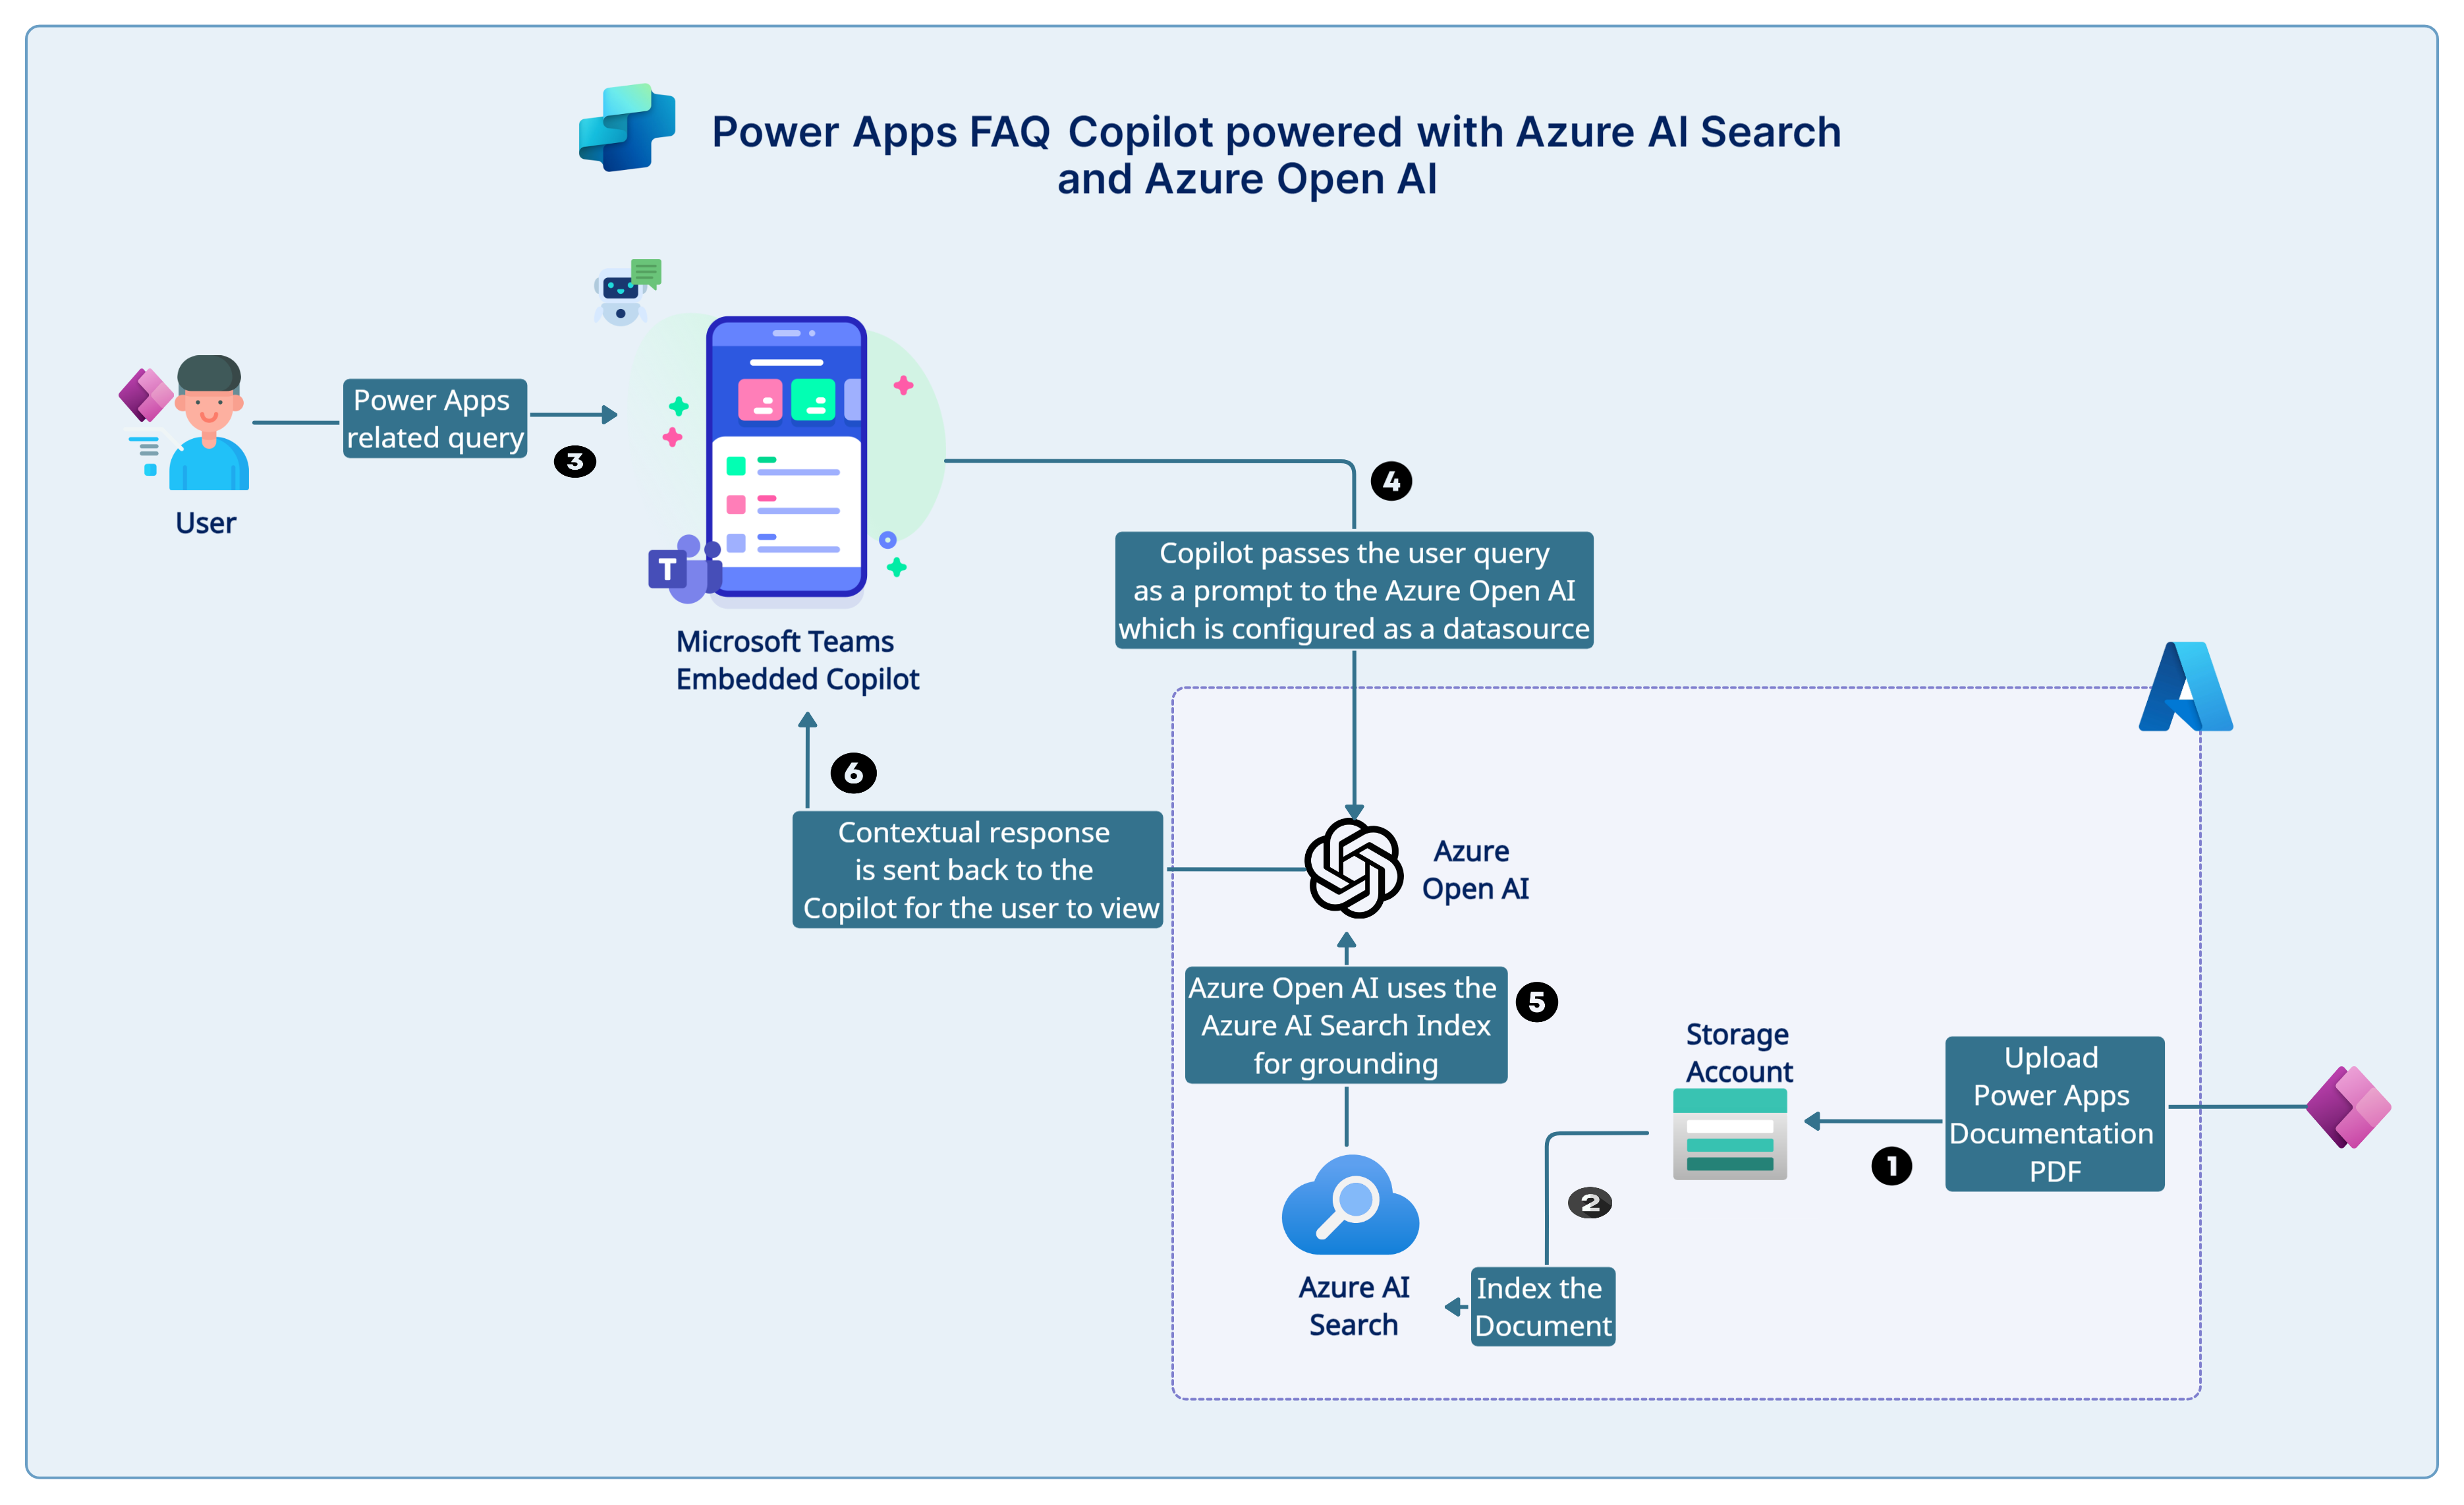 Power Apps FAQ Copilot powered with Azure AI Search
and Azure Open AI
Power Apps
related query
3
User
T
Microsoft Teams
Embedded Copilot
4
Copilot passes the user query
as a prompt to the Azure Open AI
which is configured as a datasource
6
Contextual response
is sent back to the
Copilot for the user to view
Azure
Open AI
Azure Open AI uses the
Azure AI Search Index
for grounding
5
Storage
Account
Upload
Power Apps
Documentation
PDF
1
2
Index the
Document
Azure AI
Search